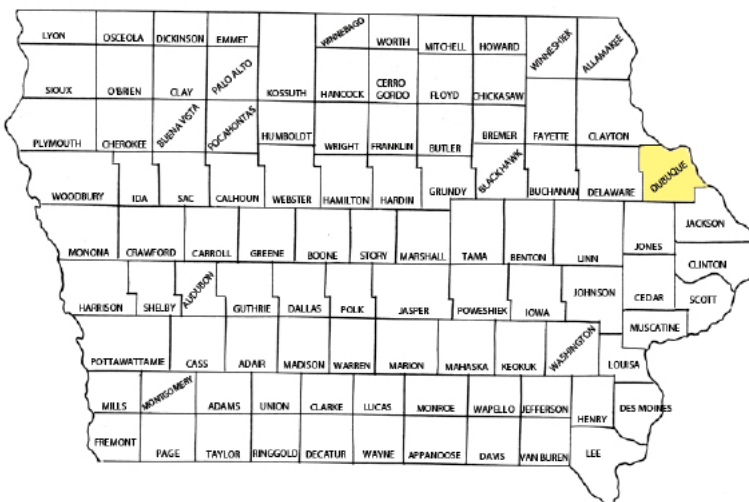 LYON OSCEOLA DICKINSON EMMET WINNEBAGO WORTH MITCHELL HOWARD WINNESHIEK ALLAMAKEE
SIOUX O'BRIEN CLAY PALO ALTO KOSSUTH HANCOCK CERRO GORDO FLOYD CHICKASAW
PLYMOUTH CHEROKEE BUENA VISTA POCAHONTAS HUMBOLDT WRIGHT FRANKLIN BUTLER BREMER FAYETTE CLAYTON
WOODBURY IDA SAC CALHOUN WEBSTER HAMILTON HARDIN GRUNDY BLACK HAWK BUCHANAN DELAWARE DUBUQUE
MONONA CRAWFORD CARROLL GREENE BOONE STORY MARSHALL TAMA BENTON LINN JONES JACKSON
CLINTON
HARRISON SHELBY AUDUBON GUTHRIE DALLAS POLK JASPER POWESHIEK IOWA JOHNSON CEDAR SCOTT
MUSCATINE
POTTAWATTAMIE CASS ADAIR MADISON WARREN MARION MAHASKA KEOKUK WASHINGTON LOUISA
MILLS MONTGOMERY ADAMS UNION CLARKE LUCAS MONROE WAPELLO JEFFERSON HENRY DES MOINES
FREMONT PAGE TAYLOR RINGGOLD DECATUR WAYNE APPANOOSE DAVIS VAN BUREN LEE